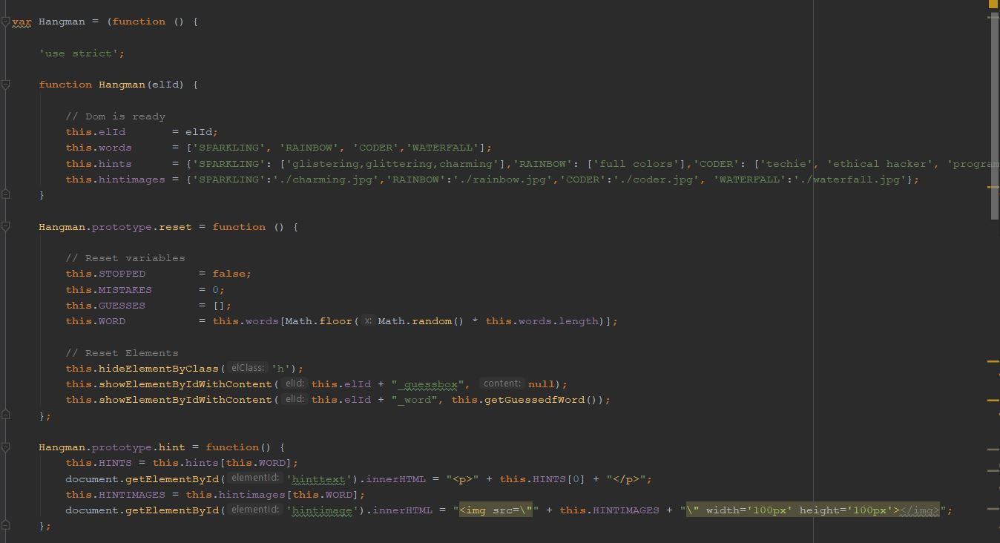 var Hangman = (function () {
'use strict';
function Hangman(elId) {
// Dom is ready
this.elId = elId;
this.words = ['SPARKLING', 'RAINBOW', 'CODER','WATERFALL'];
this.hints = {'SPARKLING': ['glistering,glittering,charming'],'RAINBOW': ['full colors'],'CODER': ['techie', 'ethical hacker', 'program
this.hintimages = {'SPARKLING':'./charming.jpg','RAINBOW':'./rainbow.jpg','CODER':'./coder.jpg', 'WATERFALL':'./waterfall.jpg'};
}
Hangman.prototype.reset = function () {
// Reset variables
this.STOPPED = false;
this.MISTAKES = 0;
this.GUESSES = [];
this.WORD = this.words[Math.floor( x: Math.random() * this.words.length)];
// Reset Elements
this.hideElementByClass( elClass: 'h');
this.showElementByIdWithContent( elId: this.elId + "_guessbox", content: null);
this.showElementByIdWithContent( elId: this.elId + "_word", this.getGuessedfWord());
};
Hangman.prototype.hint = function() {
this.HINTS = this.hints[this.WORD];
document.getElementById( elementId: 'hinttext').innerHTML = "<p>" + this.HINTS[0] + "</p>";
this.HINTIMAGES = this.hintimages[this.WORD];
document.getElementById( elementId: 'hintimage').innerHTML = "<img src=\"" + this.HINTIMAGES + "\" width='100px' height='100px'></img>";
};